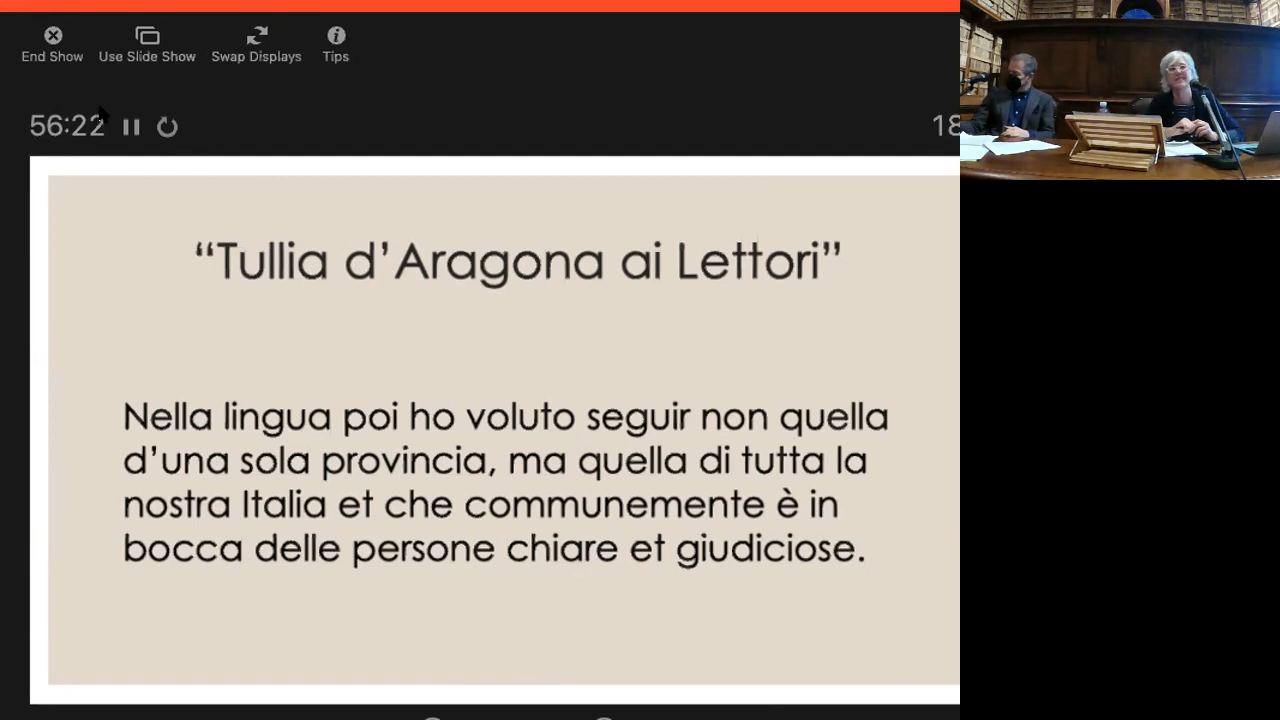 End Show
Use Slide Show
Swap Displays
Tips
56:22
18
“Tullia d’Aragona ai Lettori”
Nella lingua poi ho voluto seguir non quella
d’una sola provincia, ma quella di tutta la
nostra Italia et che communemente è in
bocca delle persone chiare et giudiciose.